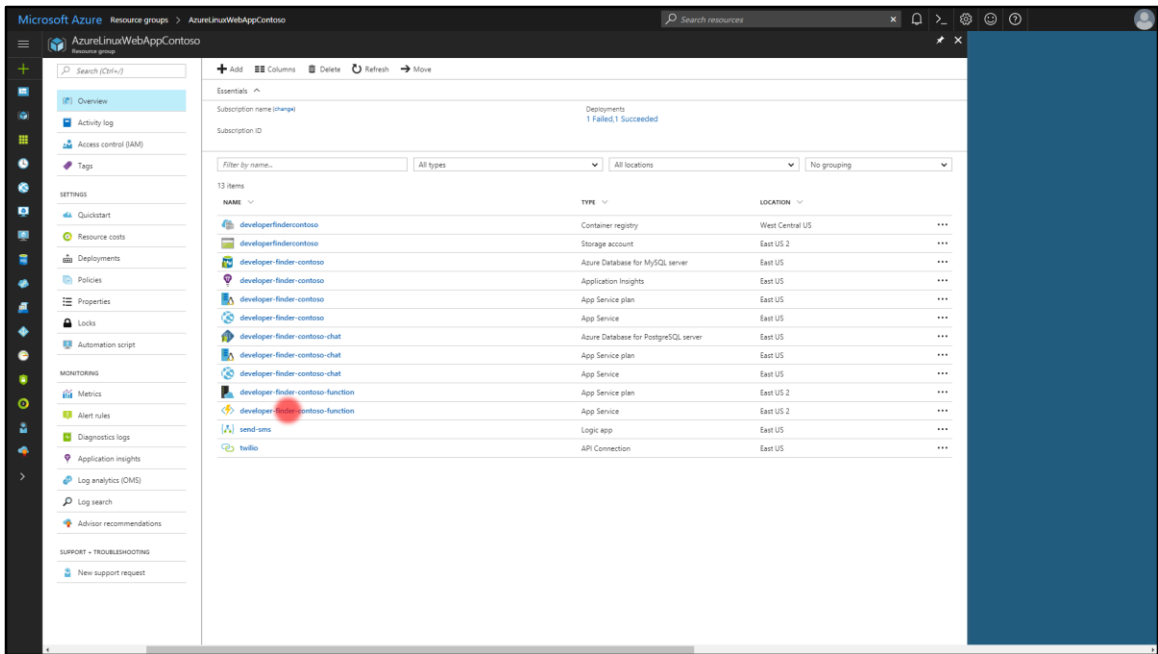 Microsoft Azure Resource groups > AzureLinuxWebAppContoso Search resources
AzureLinuxWebAppContoso
Resource group
Search (Ctrl+/)
Overview
Activity log
Access control (IAM)
Tags
SETTINGS
Quickstart
Resource costs
Deployments
Policies
Properties
Locks
Automation script
MONITORING
Metrics
Alert rules
Diagnostics logs
Application insights
Log analytics (OMS)
Log search
Advisor recommendations
SUPPORT + TROUBLESHOOTING
New support request
Add Columns Delete Refresh Move
Essentials
Subscription name (change) Deployments
1 Failed,1 Succeeded
Subscription ID
Filter by name... All types All locations No grouping
13 items
NAME TYPE LOCATION
developerfindercontoso Container registry West Central US
developerfindercontoso Storage account East US 2
developer-finder-contoso Azure Database for MySQL server East US
developer-finder-contoso Application Insights East US
developer-finder-contoso App Service plan East US
developer-finder-contoso App Service East US
developer-finder-contoso-chat Azure Database for PostgreSQL server East US
developer-finder-contoso-chat App Service plan East US
developer-finder-contoso-chat App Service East US
developer-finder-contoso-function App Service plan East US 2
developer-finder-contoso-function App Service East US 2
send-sms Logic app East US
twilio API Connection East US